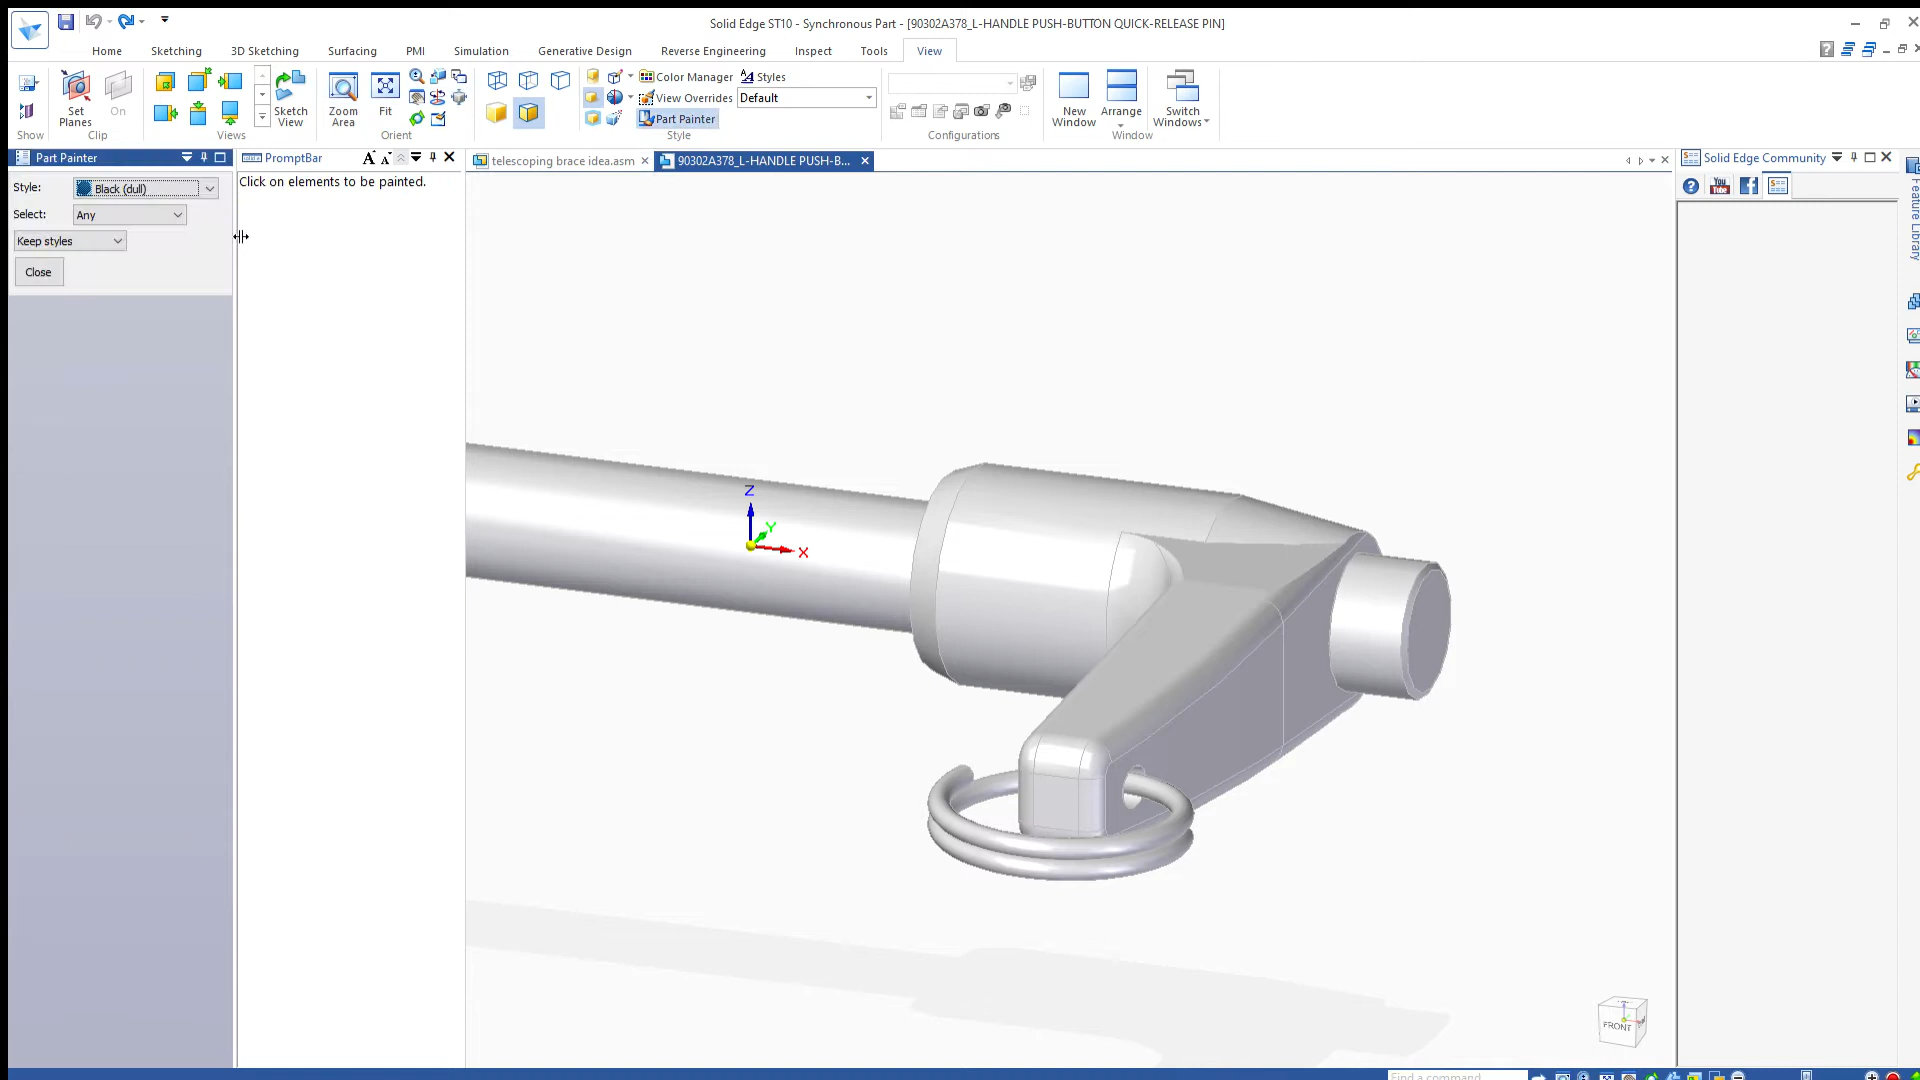 Solid Edge ST10 - Synchronous Part - [90302A378_L-HANDLE PUSH-BUTTON QUICK-RELEASE PIN]
Home Sketching 3D Sketching Surfacing PMI Simulation Generative Design Reverse Engineering Inspect Tools View
Set Planes
On
Sketch View
Zoom Area
Fit
Color Manager
Styles
View Overrides
Default
Part Painter
New Window
Arrange
Switch Windows
Show Clip Views Orient Style Configurations Window
Part Painter
PromptBar
telescoping brace idea.asm
90302A378_L-HANDLE PUSH-B...
Solid Edge Community
Style: Black (dull)
Select: Any
Keep styles
Close
Click on elements to be painted.
You Tube
Feature Library
Z
Y
X
FRONT
Find a command